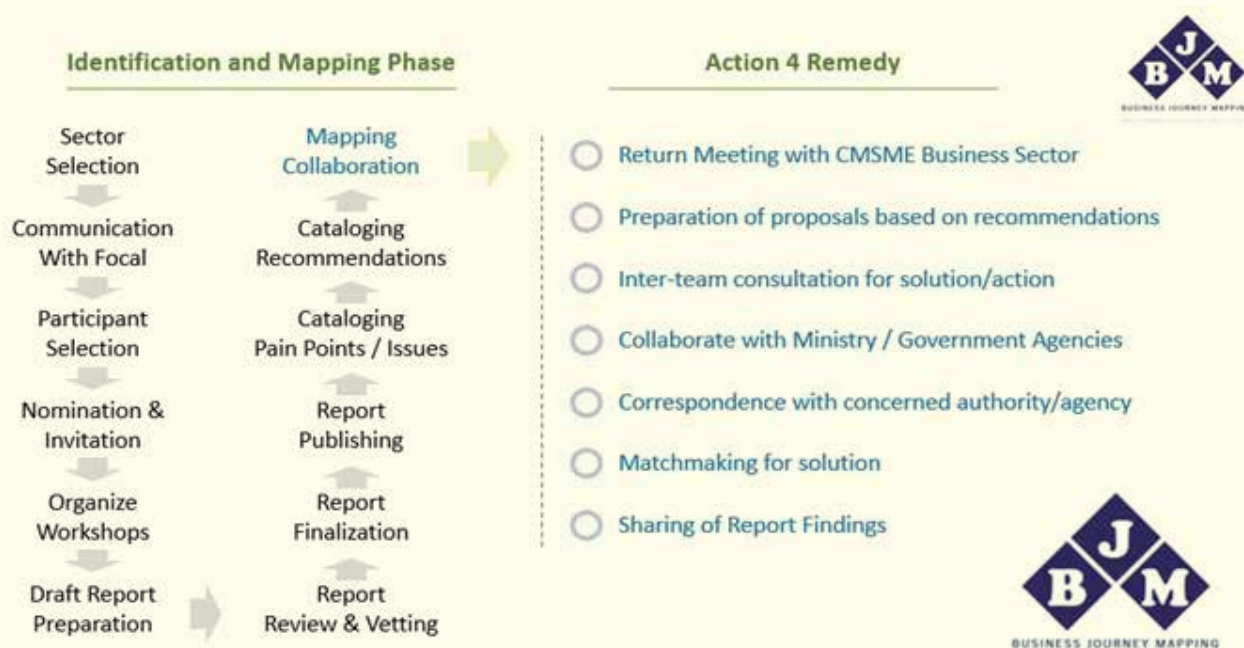 Identification and Mapping Phase
Sector
Selection
Communication
With Focal
Participant
Selection
Nomination &
Invitation
Organize
Workshops
Draft Report
Preparation
Report
Review & Vetting
Report
Finalization
Report
Publishing
Cataloging
Pain Points / Issues
Cataloging
Recommendations
Mapping
Collaboration
Action 4 Remedy
Return Meeting with CMSME Business Sector
Preparation of proposals based on recommendations
Inter-team consultation for solution/action
Collaborate with Ministry / Government Agencies
Correspondence with concerned authority/agency
Matchmaking for solution
Sharing of Report Findings
J
B M
BUSINESS JOURNEY MAPPIN
J
B M
BUSINESS JOURNEY MAPPING